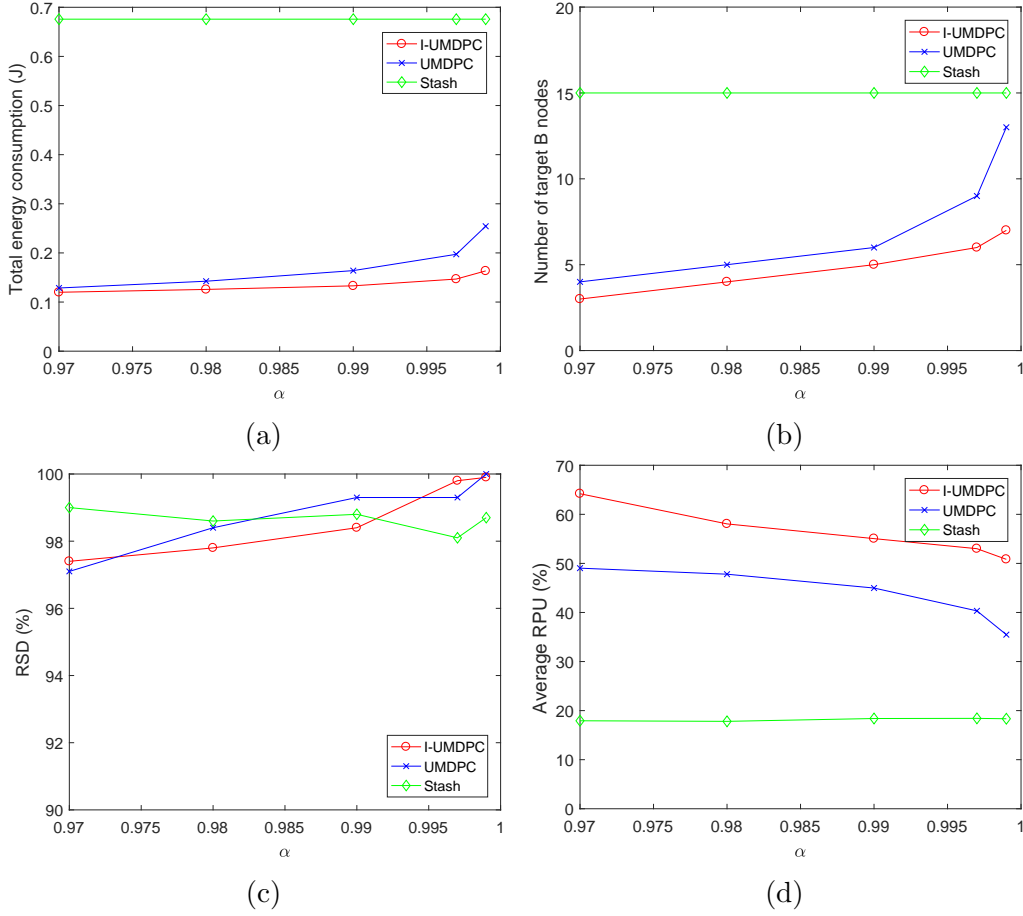 Total energy consumption (J)
0.7
0.6
0.5
0.4
0.3
0.2
0.1
0
0.97 0.975 0.98 0.985 0.99 0.995 1
α
I-UMDPC
UMDPC
Stash
(a)
Number of target B nodes
20
15
10
5
0
0.97 0.975 0.98 0.985 0.99 0.995 1
α
I-UMDPC
UMDPC
Stash
(b)
RSD (%)
100
98
96
94
92
90
0.97 0.975 0.98 0.985 0.99 0.995 1
α
I-UMDPC
UMDPC
Stash
(c)
Average RPU (%)
70
60
50
40
30
20
10
0
0.97 0.975 0.98 0.985 0.99 0.995 1
α
I-UMDPC
UMDPC
Stash
(d)